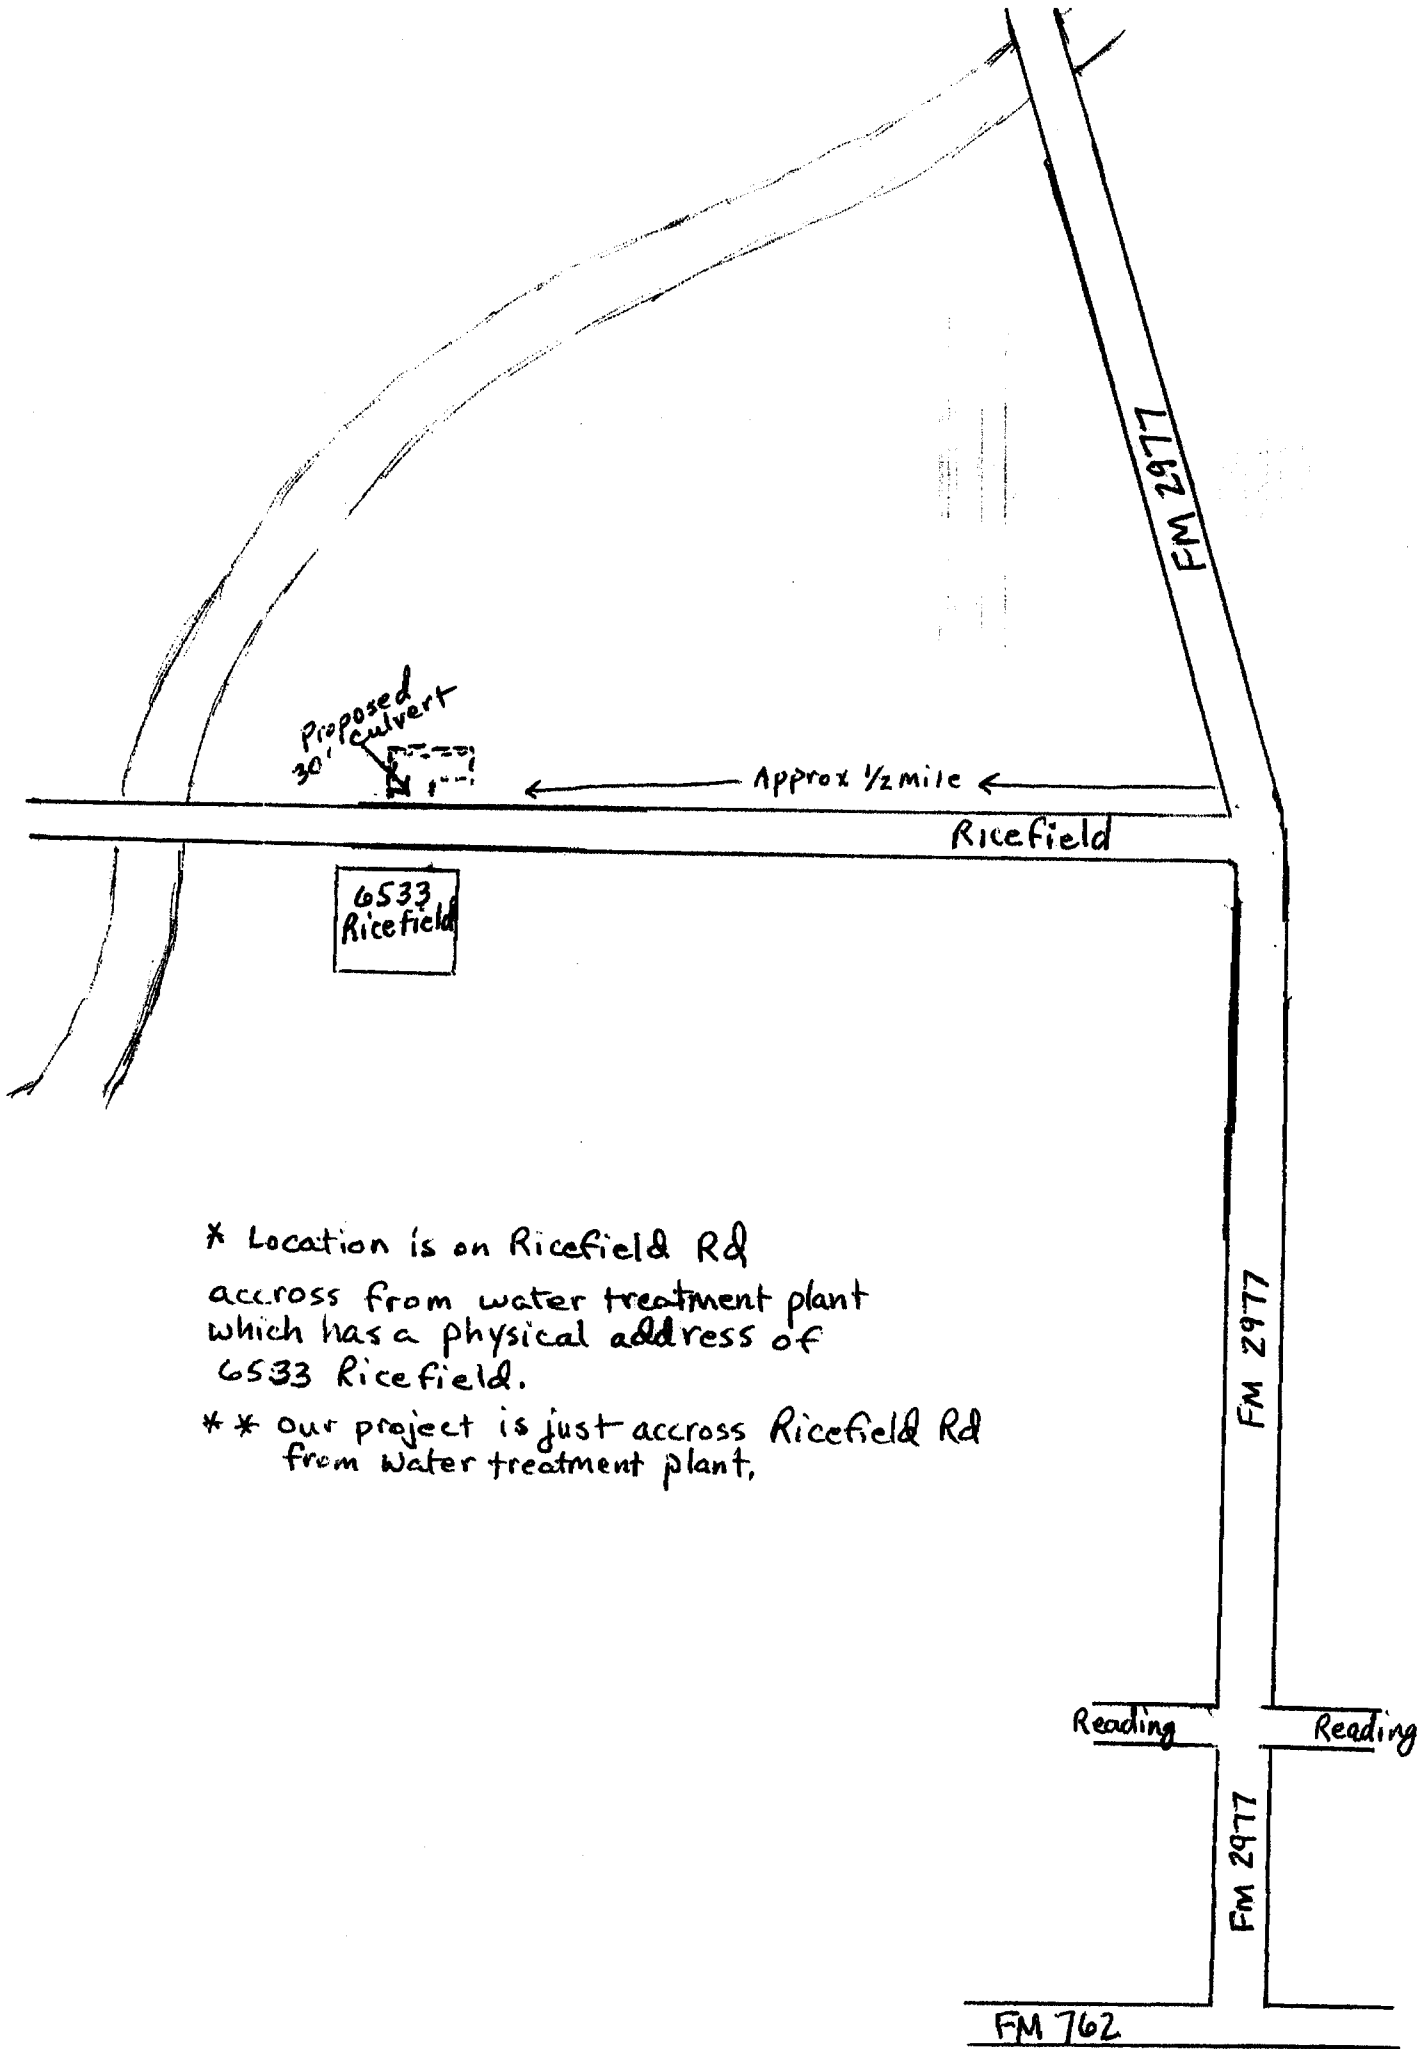 FM 2977
Proposed
30' culvert
Approx 1/2 mile
Ricefield
6533
Ricefield
* Location is on Ricefield Rd
accross from water treatment plant
which has a physical address of
6533 Ricefield.
** our project is just accross Ricefield Rd
from water treatment plant.
FM 2977
Reading
Reading
FM 2977
FM 762